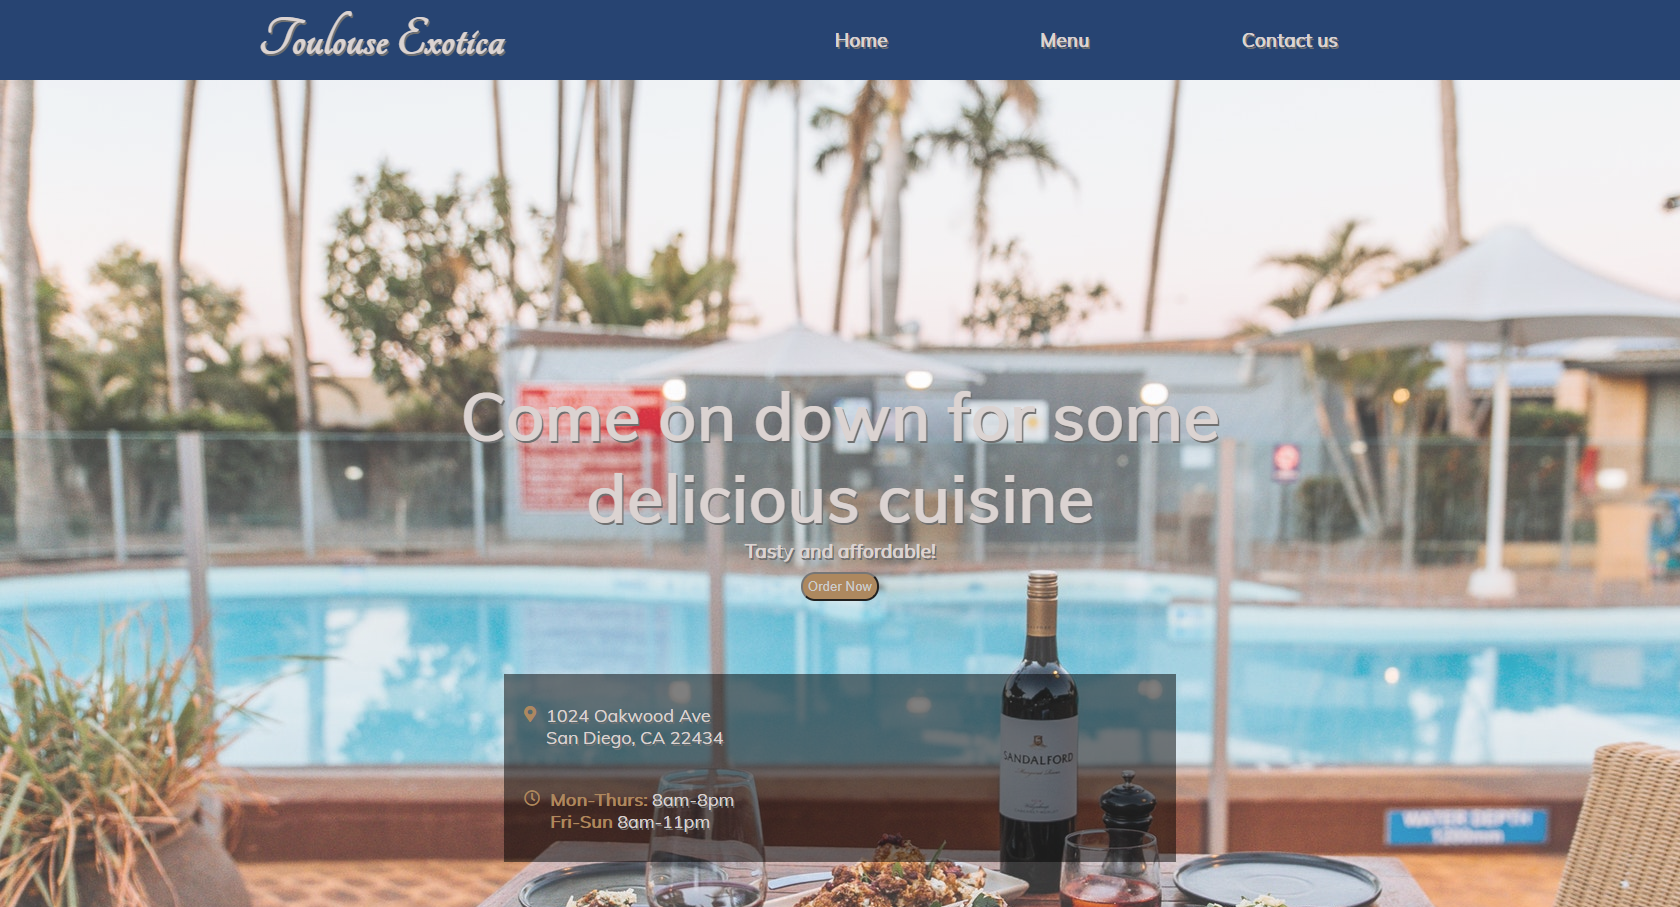 Toulouse Exotica
Home
Menu
Contact us
Come on down for some
delicious cuisine
Tasty and affordable!
Order Now
1024 Oakwood Ave
San Diego, CA 22434
SANDALFORD
Mon-Thurs: 8am-8pm
Fri-Sun 8am-11pm
WATER DEPTH
1200mm